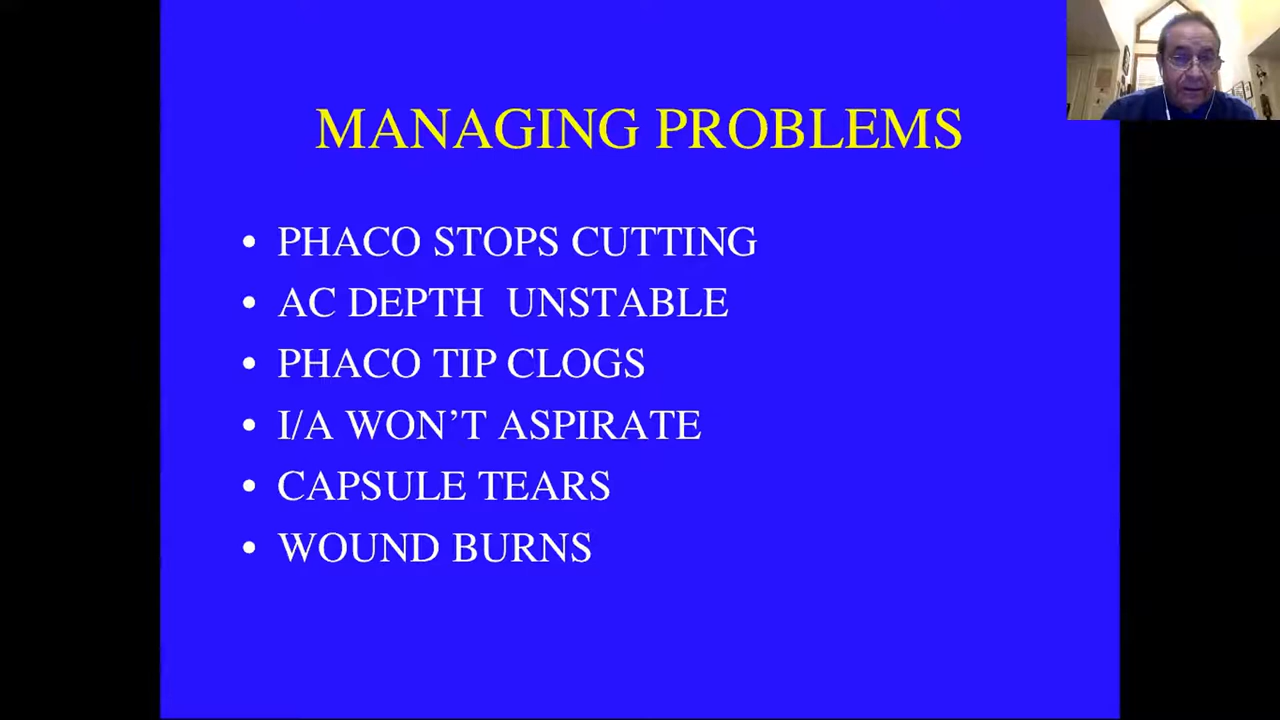 MANAGING PROBLEMS
• PHACO STOPS CUTTING
• AC DEPTH UNSTABLE
• PHACO TIP CLOGS
• I/A WON'T ASPIRATE
• CAPSULE TEARS
• WOUND BURNS